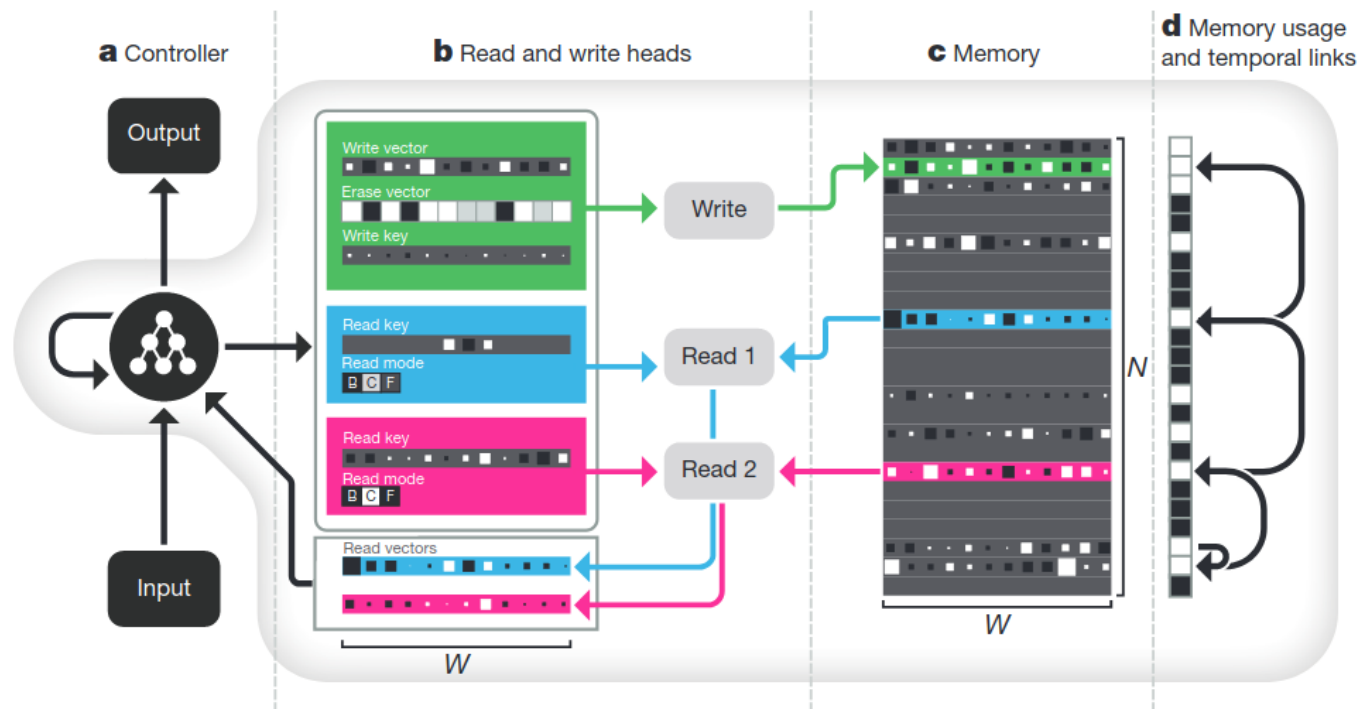 a Controller
b Read and write heads
c Memory
d Memory usage
and temporal links
Output
Input
Write vector
Erase vector
Write key
Read key
Read mode
B C F
Read key
Read mode
B C F
Read vectors
W
Write
Read 1
Read 2
N
W